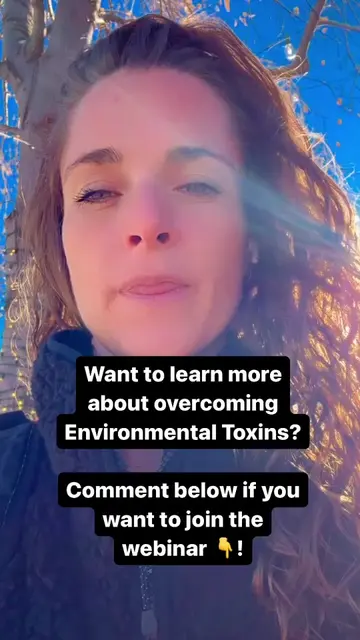 Want to learn more
about overcoming
Environmental Toxins?
Comment below if you
want to join the
webinar 👇!